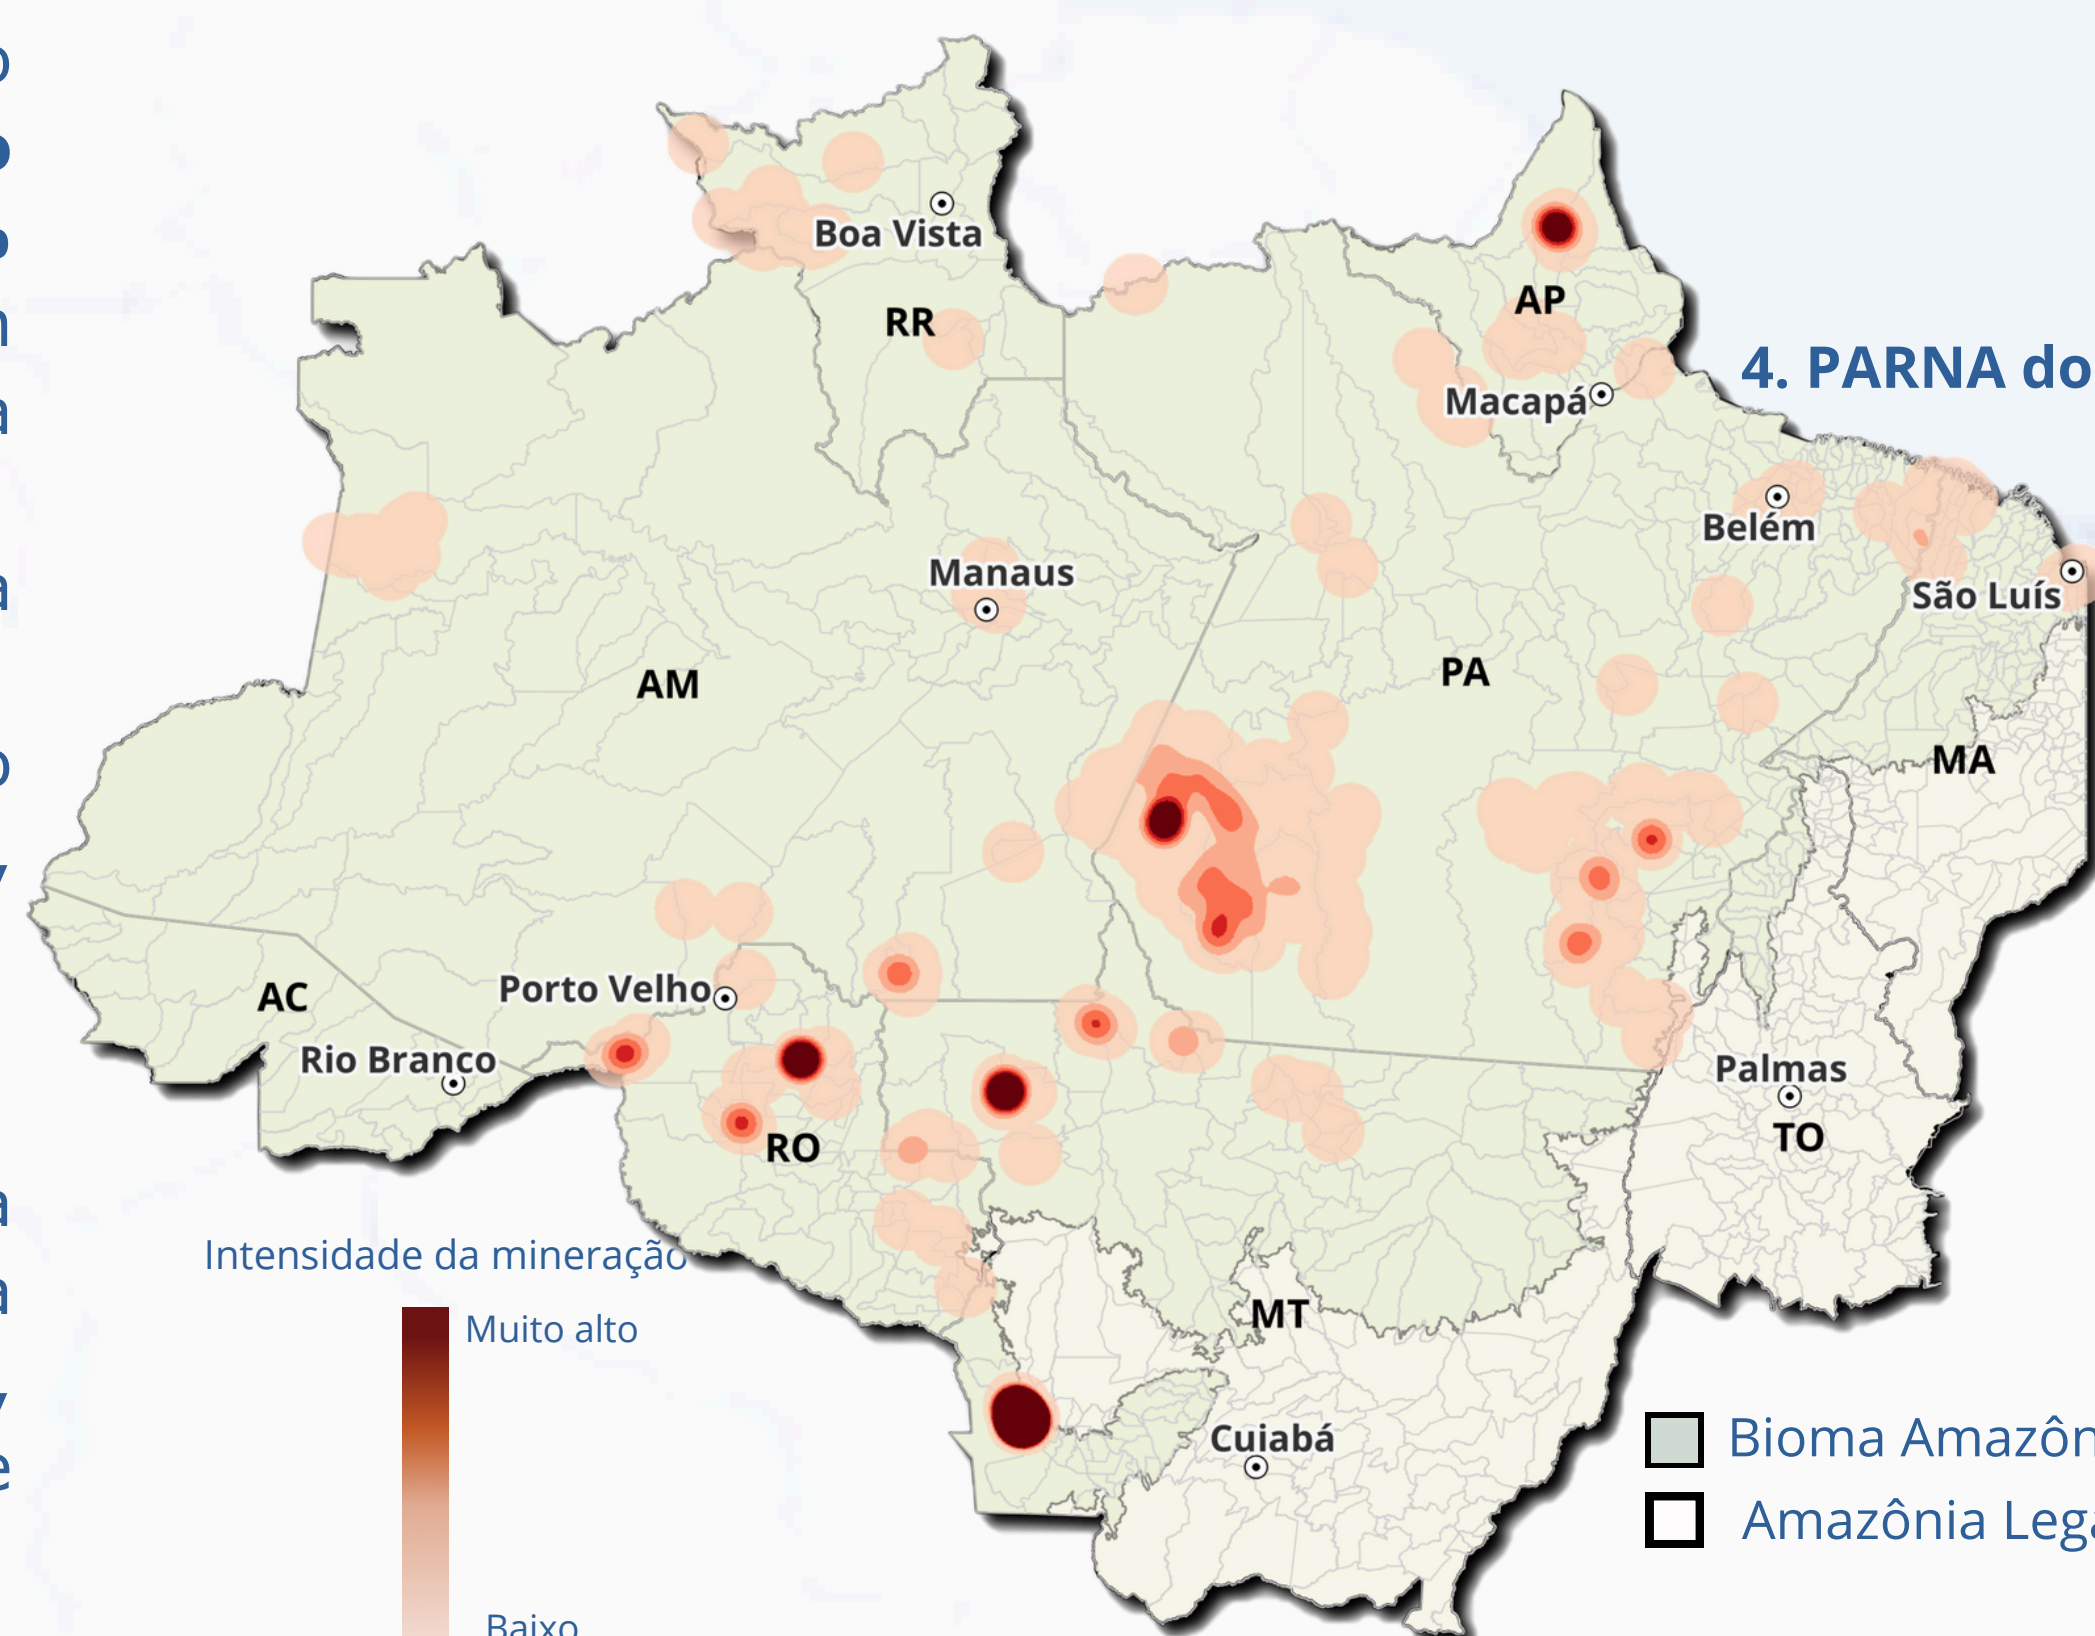 Boa Vista
RR
AP
4. PARNA do
Macapá
Belém
Manaus
São Luís
AM
PA
MA
AC
Porto Velho
Rio Branco
RO
Palmas
TO
Intensidade da mineração
Muito alto
MT
Cuiabá
Bioma Amazôn
Amazônia Lega
Baixo